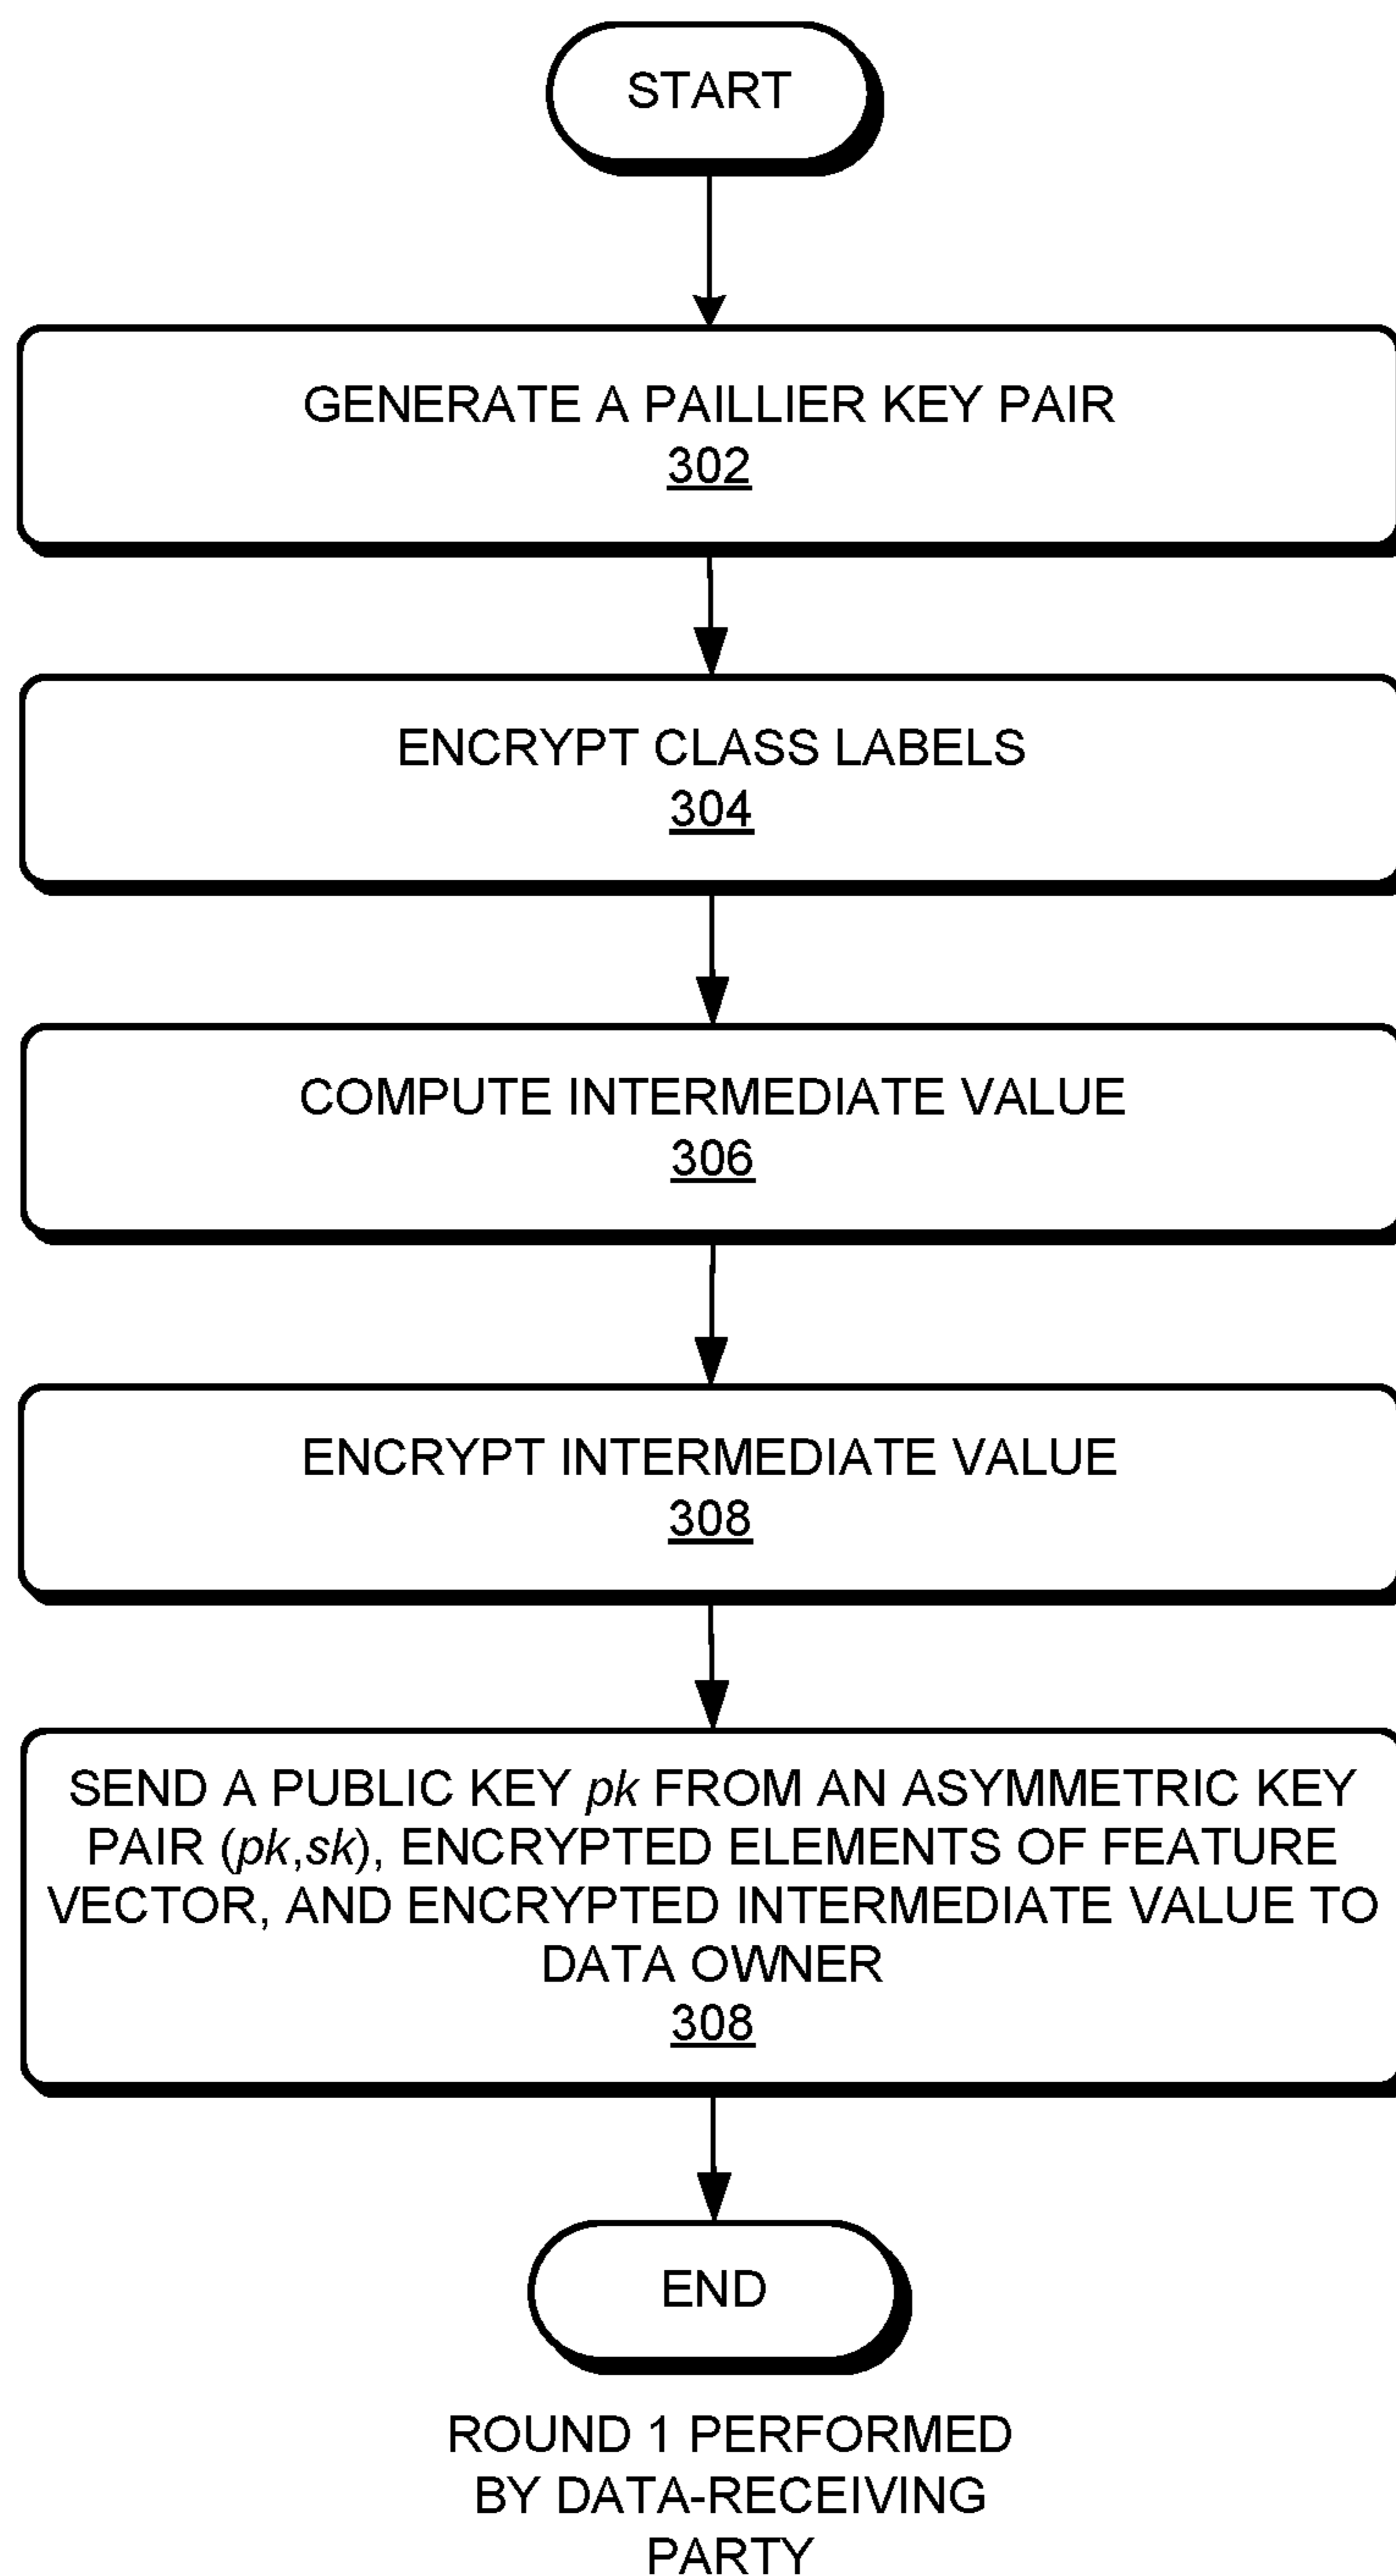 START
GENERATE A PAILLIER KEY PAIR
302
ENCRYPT CLASS LABELS
304
COMPUTE INTERMEDIATE VALUE
306
ENCRYPT INTERMEDIATE VALUE
308
SEND A PUBLIC KEY pk FROM AN ASYMMETRIC KEY
PAIR (pk,sk), ENCRYPTED ELEMENTS OF FEATURE
VECTOR, AND ENCRYPTED INTERMEDIATE VALUE TO
DATA OWNER
308
END
ROUND 1 PERFORMED
BY DATA-RECEIVING
PARTY